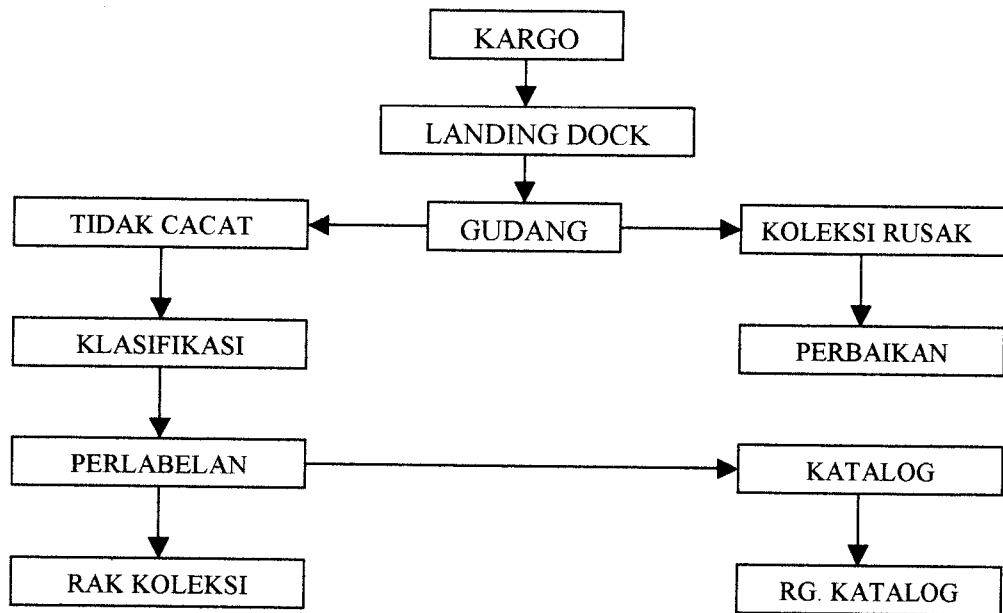 KARGO
LANDING DOCK
TIDAK CACAT
GUDANG
KOLEKSI RUSAK
KLASIFIKASI
PERBAIKAN
PERLABELAN
KATALOG
RAK KOLEKSI
RG. KATALOG